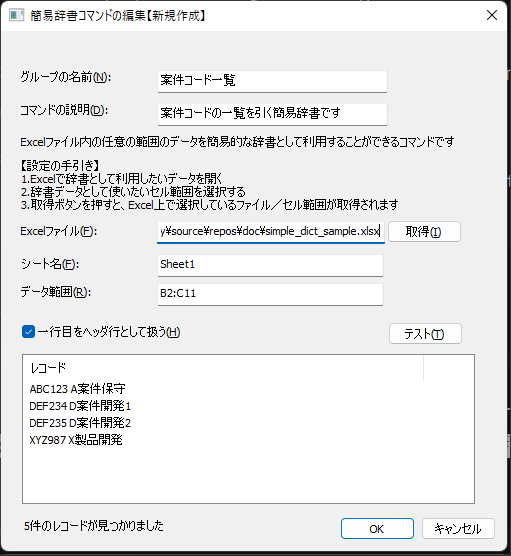 簡易辞書コマンドの編集【新規作成】
グループの名前(N): 案件コード一覧
コマンドの説明(D): 案件コードの一覧を引く簡易辞書です
Excelファイル内の任意の範囲のデータを簡易的な辞書として利用することができるコマンドです
【設定の手引き】
1.Excelで辞書として利用したいデータを開く
2.辞書データとして使いたいセル範囲を選択する
3.取得ボタンを押すと、Excel上で選択しているファイル／セル範囲が取得されます
Excelファイル(F): y¥source¥repos¥doc¥simple_dict_sample.xlsx 取得(I)
シート名(F): Sheet1
データ範囲(R): B2:C11
一行目をヘッダ行として扱う(H) テスト(T)
レコード
ABC123 A案件保守
DEF234 D案件開発1
DEF235 D案件開発2
XYZ987 X製品開発
5件のレコードが見つかりました OK キャンセル